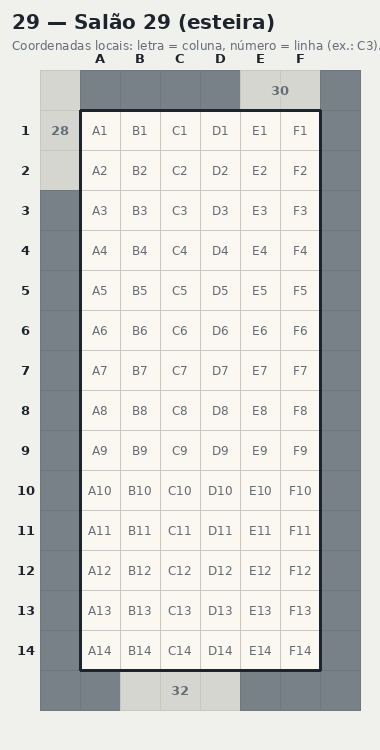 29 — Salão 29 (esteira)
Coordenadas locais: letra = coluna, número = linha (ex.: C3).
A B C D E F
30
1 28 A1 B1 C1 D1 E1 F1
2 A2 B2 C2 D2 E2 F2
3 A3 B3 C3 D3 E3 F3
4 A4 B4 C4 D4 E4 F4
5 A5 B5 C5 D5 E5 F5
6 A6 B6 C6 D6 E6 F6
7 A7 B7 C7 D7 E7 F7
8 A8 B8 C8 D8 E8 F8
9 A9 B9 C9 D9 E9 F9
10 A10 B10 C10 D10 E10 F10
11 A11 B11 C11 D11 E11 F11
12 A12 B12 C12 D12 E12 F12
13 A13 B13 C13 D13 E13 F13
14 A14 B14 C14 D14 E14 F14
32